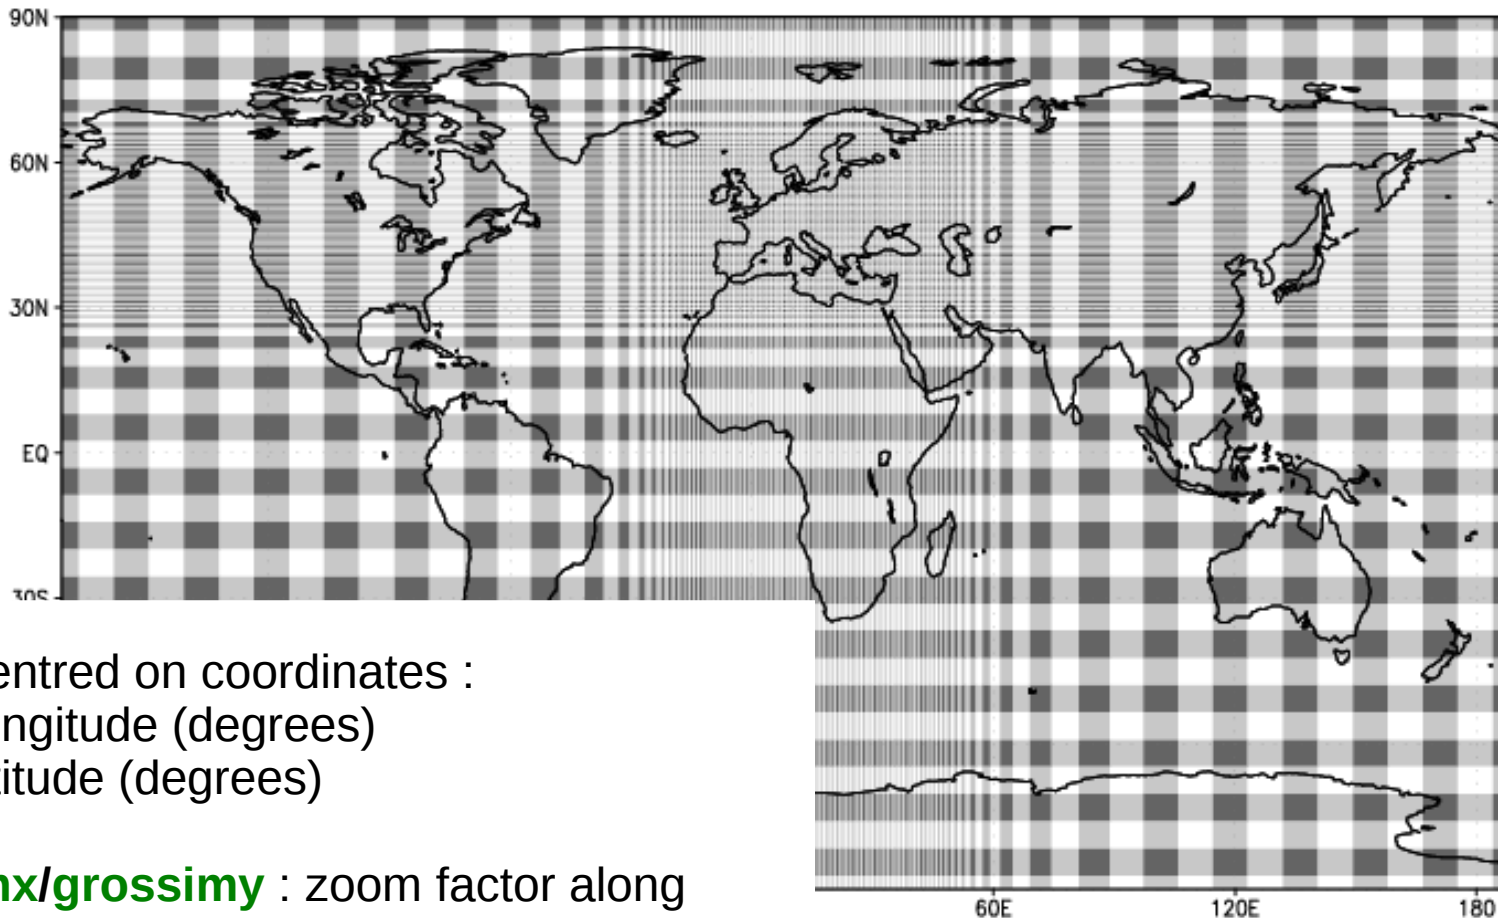 90N
60N
30N
EQ
30S
entred on coordinates :
ngitude (degrees)
titude (degrees)
nx/grossimy : zoom factor along
60E 120E 180